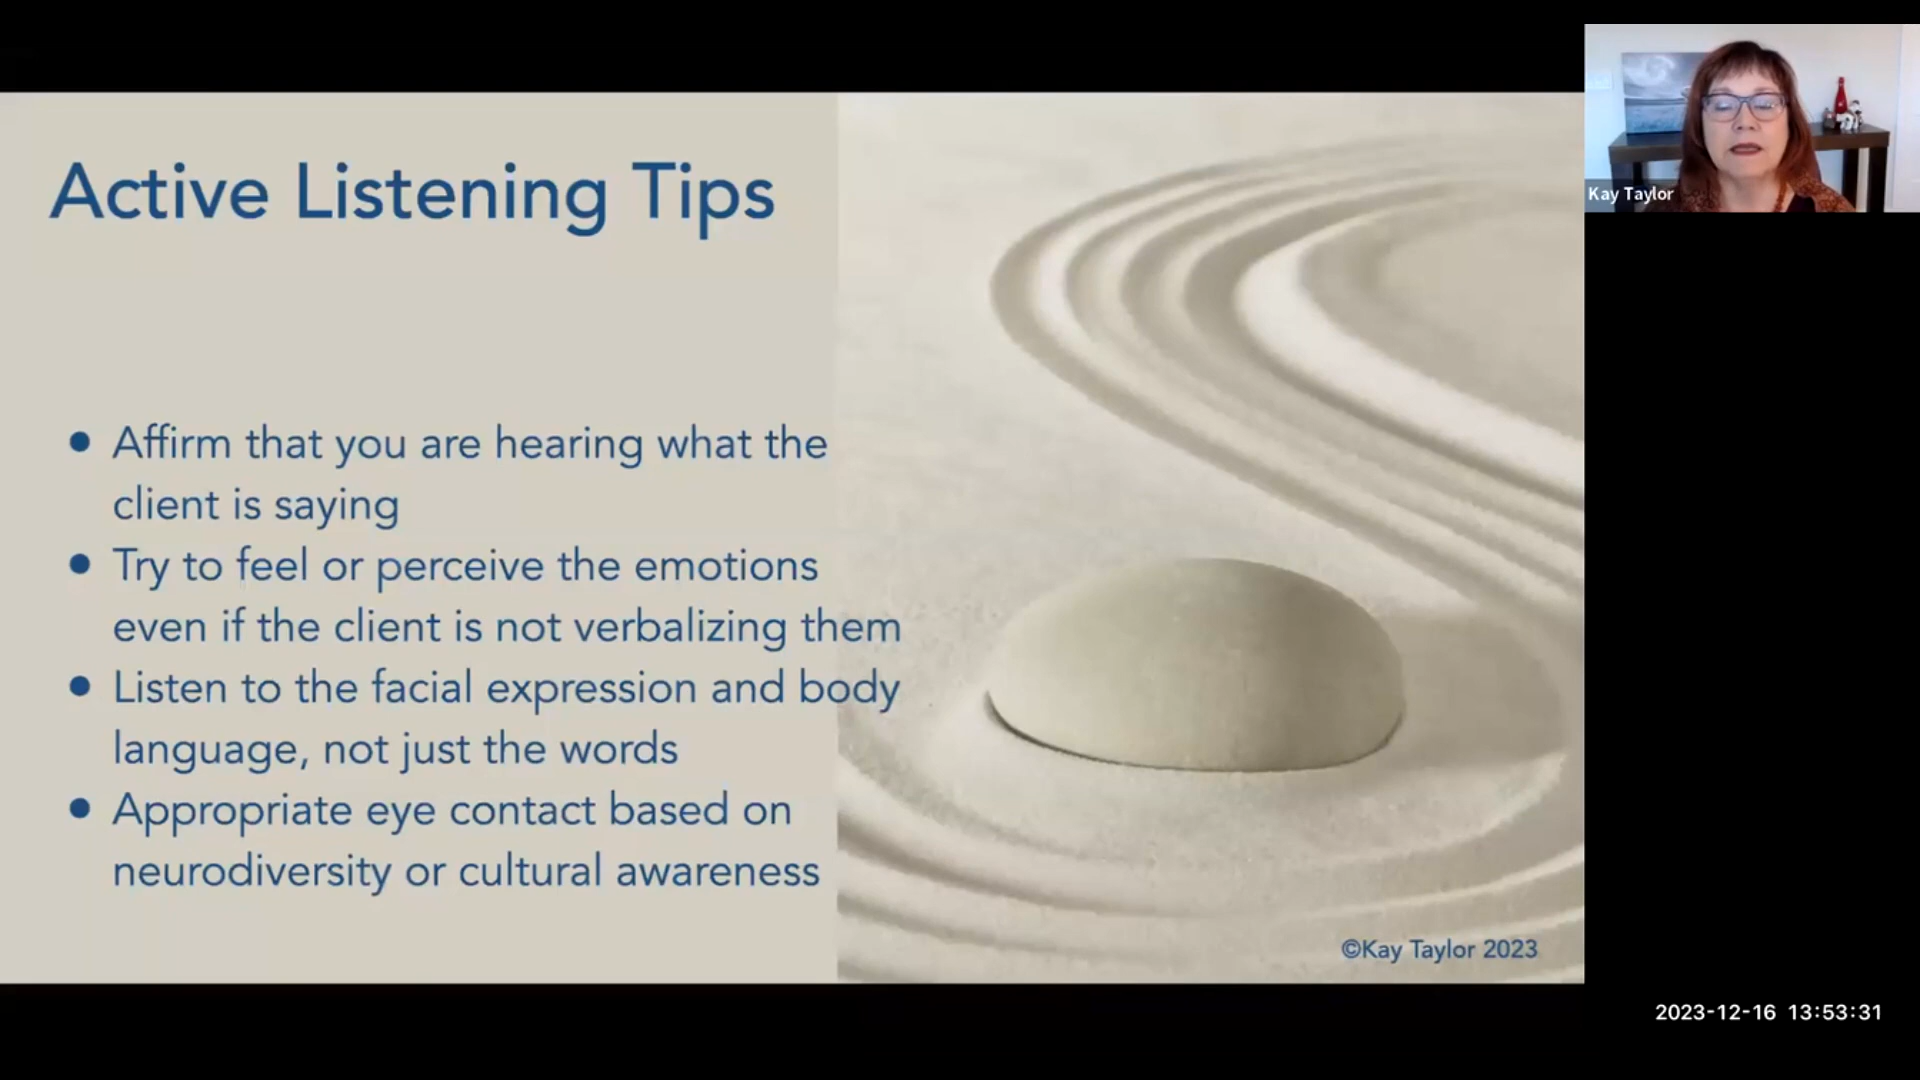 Active Listening Tips
• Affirm that you are hearing what the
client is saying
• Try to feel or perceive the emotions
even if the client is not verbalizing them
• Listen to the facial expression and body
language, not just the words
• Appropriate eye contact based on
neurodiversity or cultural awareness
©Kay Taylor 2023
Kay Taylor
2023-12-16 13:53:31